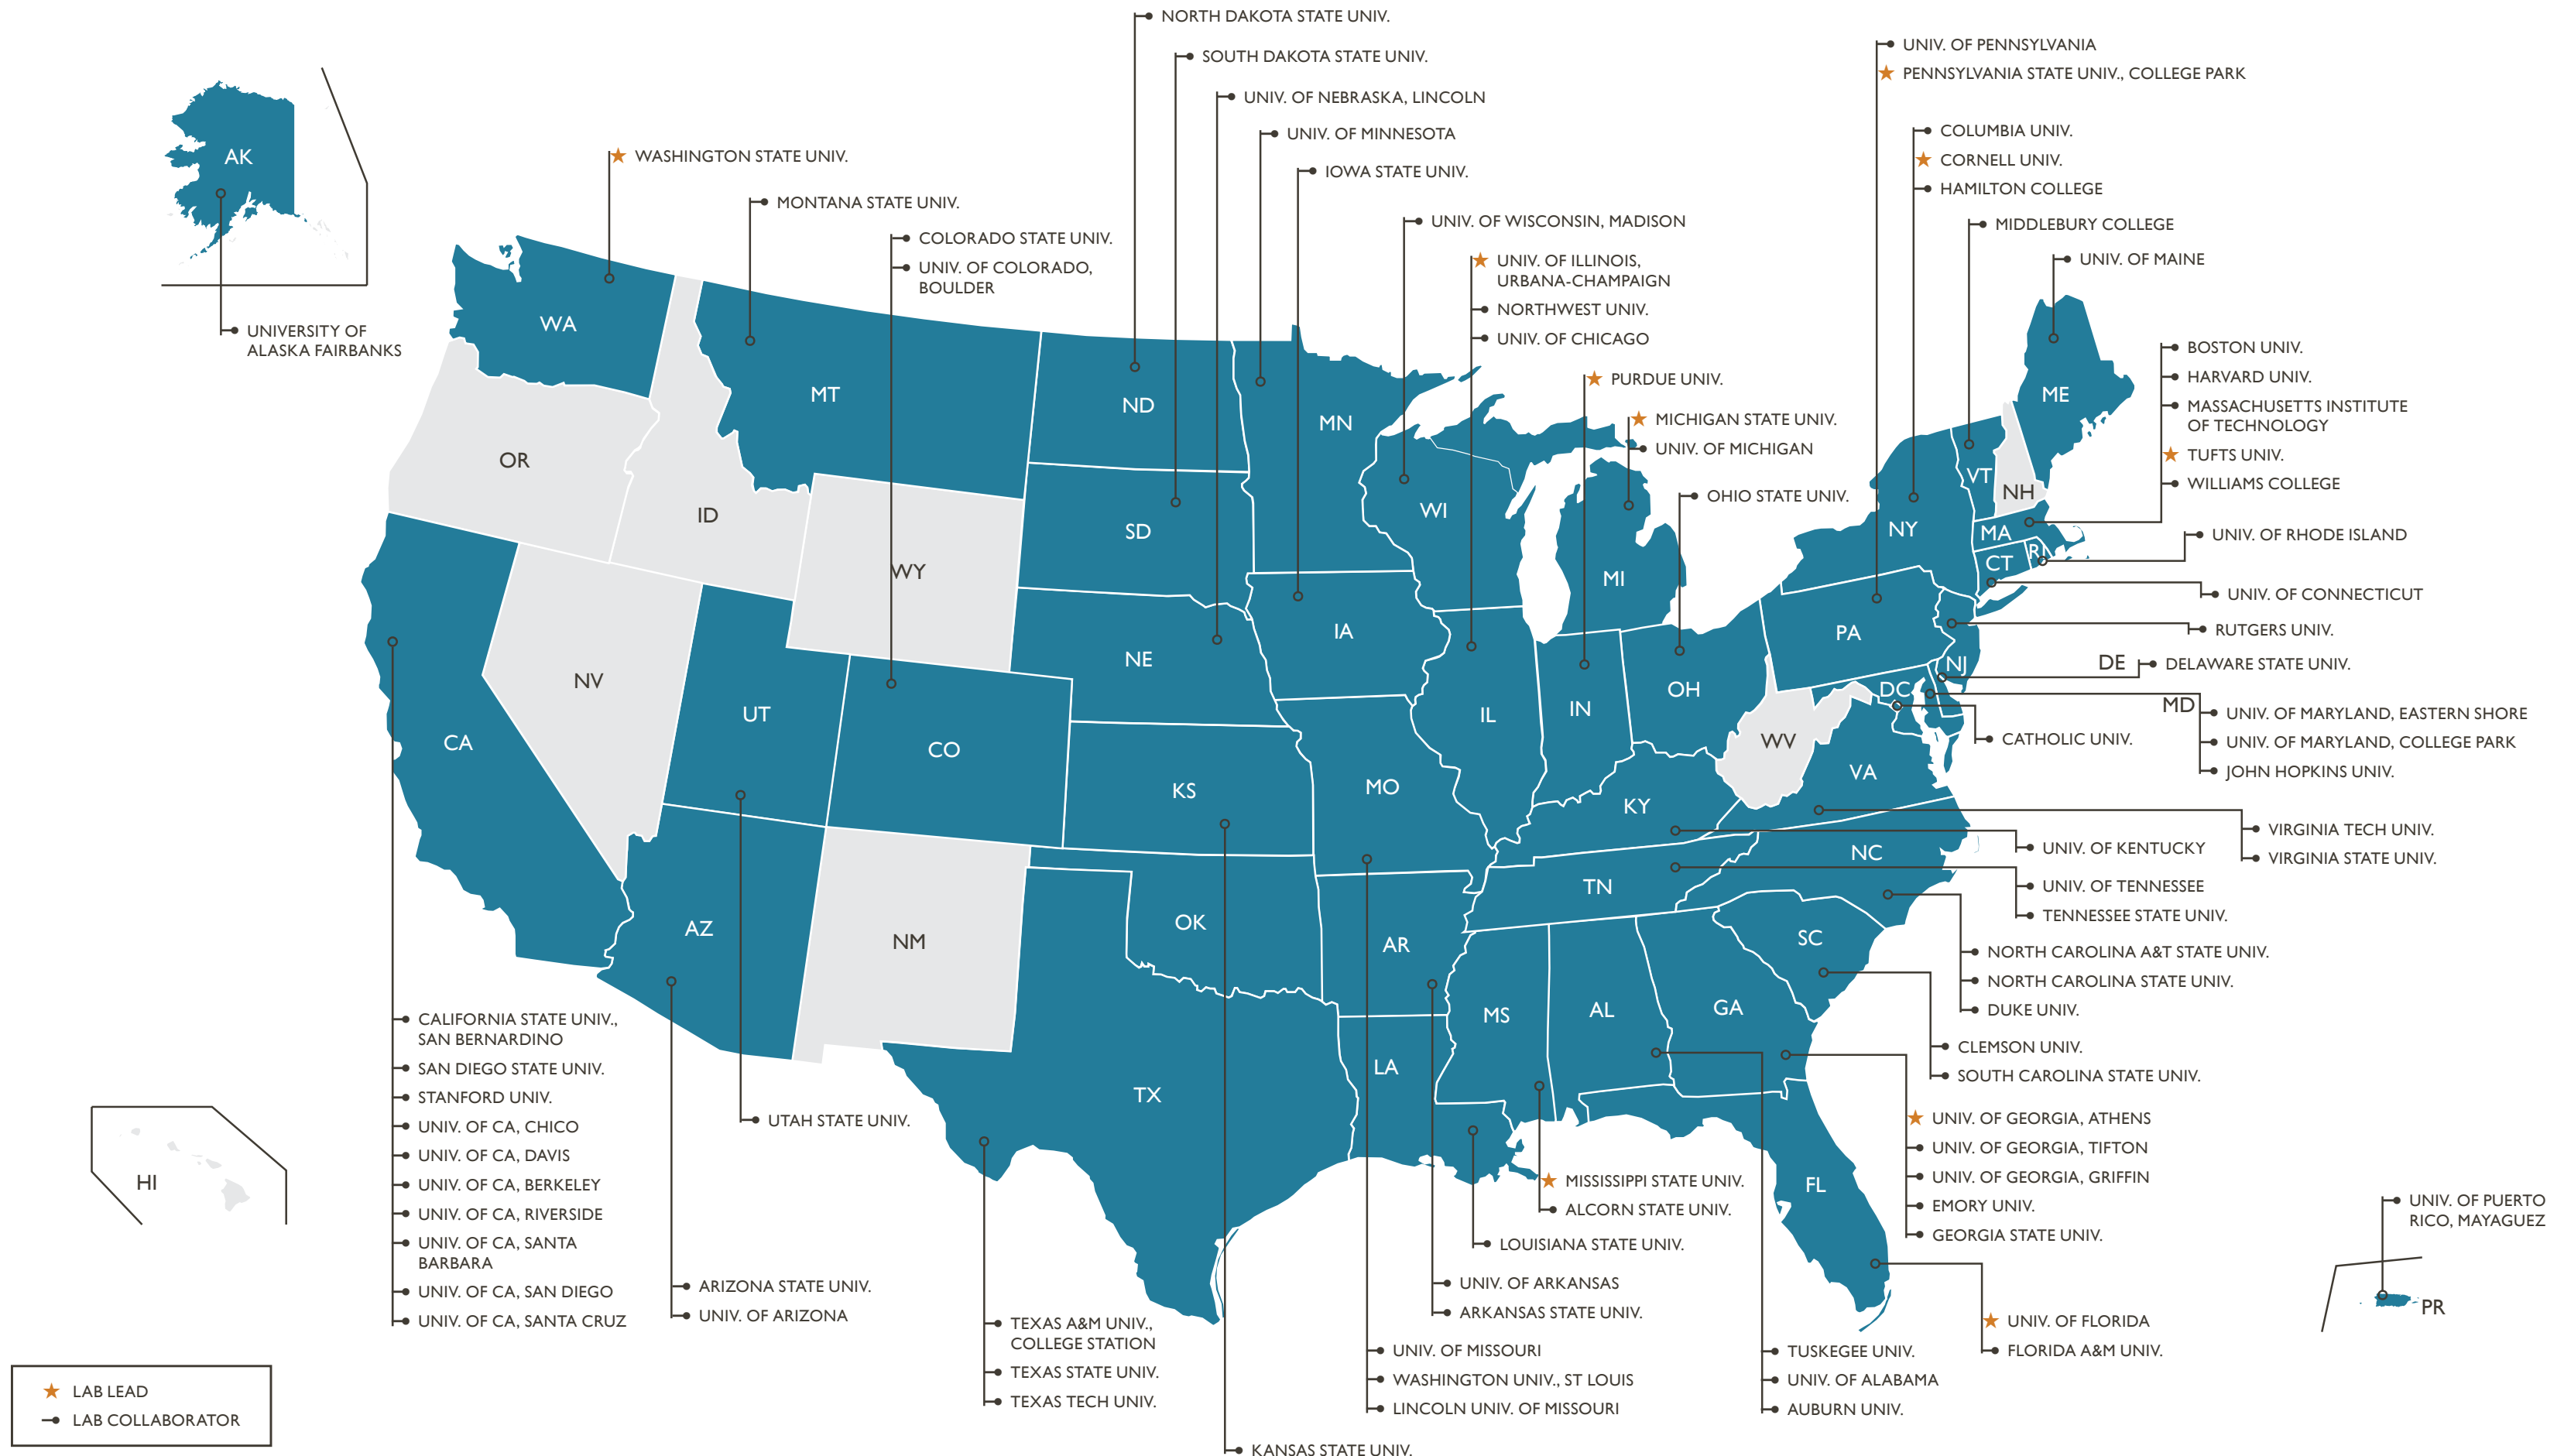 NORTH DAKOTA STATE UNIV.
SOUTH DAKOTA STATE UNIV.
UNIV. OF NEBRASKA, LINCOLN
UNIV. OF MINNESOTA
IOWA STATE UNIV.
UNIV. OF PENNSYLVANIA
PENNSYLVANIA STATE UNIV., COLLEGE PARK
COLUMBIA UNIV.
CORNELL UNIV.
HAMILTON COLLEGE
MIDDLEBURY COLLEGE
UNIV. OF MAINE
WASHINGTON STATE UNIV.
MONTANA STATE UNIV.
COLORADO STATE UNIV.
UNIV. OF COLORADO,
BOULDER
UNIV. OF WISCONSIN, MADISON
UNIV. OF ILLINOIS,
URBANA-CHAMPAIGN
NORTHWEST UNIV.
UNIV. OF CHICAGO
PURDUE UNIV.
MICHIGAN STATE UNIV.
UNIV. OF MICHIGAN
OHIO STATE UNIV.
AK
UNIVERSITY OF
ALASKA FAIRBANKS
BOSTON UNIV.
HARVARD UNIV.
MASSACHUSETTS INSTITUTE
OF TECHNOLOGY
TUFTS UNIV.
WILLIAMS COLLEGE
UNIV. OF RHODE ISLAND
UNIV. OF CONNECTICUT
RUTGERS UNIV.
DE
DELAWARE STATE UNIV.
MD
UNIV. OF MARYLAND, EASTERN SHORE
UNIV. OF MARYLAND, COLLEGE PARK
JOHN HOPKINS UNIV.
CATHOLIC UNIV.
VIRGINIA TECH UNIV.
VIRGINIA STATE UNIV.
UNIV. OF KENTUCKY
UNIV. OF TENNESSEE
TENNESSEE STATE UNIV.
NORTH CAROLINA A&T STATE UNIV.
NORTH CAROLINA STATE UNIV.
DUKE UNIV.
CLEMSON UNIV.
SOUTH CAROLINA STATE UNIV.
UNIV. OF GEORGIA, ATHENS
UNIV. OF GEORGIA, TIFTON
UNIV. OF GEORGIA, GRIFFIN
EMORY UNIV.
GEORGIA STATE UNIV.
UNIV. OF FLORIDA
FLORIDA A&M UNIV.
UNIV. OF PUERTO
RICO, MAYAGUEZ
PR
WA
MT
ND
MN
ME
OR
ID
SD
WI
VT
NH
NY
MA
RI
CT
WY
MI
NE
IA
PA
NJ
NV
UT
CO
IL
IN
OH
DC
CA
KS
MO
KY
WV
VA
NC
TN
AZ
NM
OK
AR
SC
MS
AL
GA
LA
TX
FL
HI
CALIFORNIA STATE UNIV.,
SAN BERNARDINO
SAN DIEGO STATE UNIV.
STANFORD UNIV.
UNIV. OF CA, CHICO
UNIV. OF CA, DAVIS
UNIV. OF CA, BERKELEY
UNIV. OF CA, RIVERSIDE
UNIV. OF CA, SANTA
BARBARA
UNIV. OF CA, SAN DIEGO
UNIV. OF CA, SANTA CRUZ
UTAH STATE UNIV.
ARIZONA STATE UNIV.
UNIV. OF ARIZONA
TEXAS A&M UNIV.,
COLLEGE STATION
TEXAS STATE UNIV.
TEXAS TECH UNIV.
KANSAS STATE UNIV.
MISSISSIPPI STATE UNIV.
ALCORN STATE UNIV.
LOUISIANA STATE UNIV.
UNIV. OF ARKANSAS
ARKANSAS STATE UNIV.
UNIV. OF MISSOURI
WASHINGTON UNIV., ST LOUIS
LINCOLN UNIV. OF MISSOURI
TUSKEGEE UNIV.
UNIV. OF ALABAMA
AUBURN UNIV.
LAB LEAD
LAB COLLABORATOR